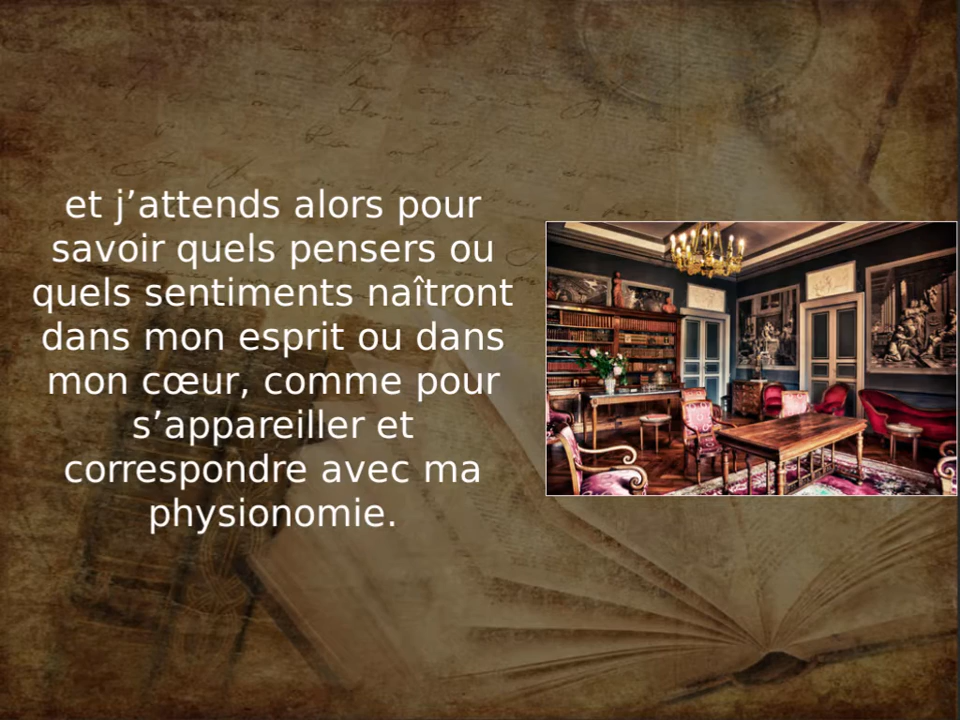 et j’attends alors pour
savoir quels pensers ou
quels sentiments naîtront
dans mon esprit ou dans
mon cœur, comme pour
s’appareiller et
correspondre avec ma
physionomie.